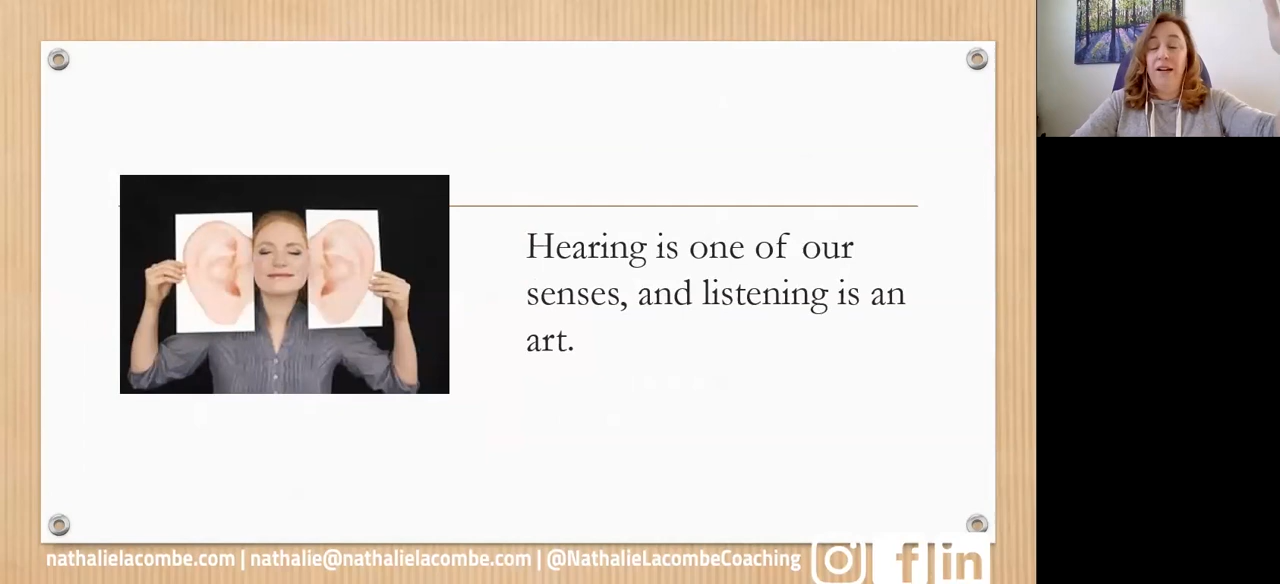 Hearing is one of our
senses, and listening is an
art.
nathalielacombe.com | nathalie@nathalielacombe.com | @NathalieLacombeCoaching